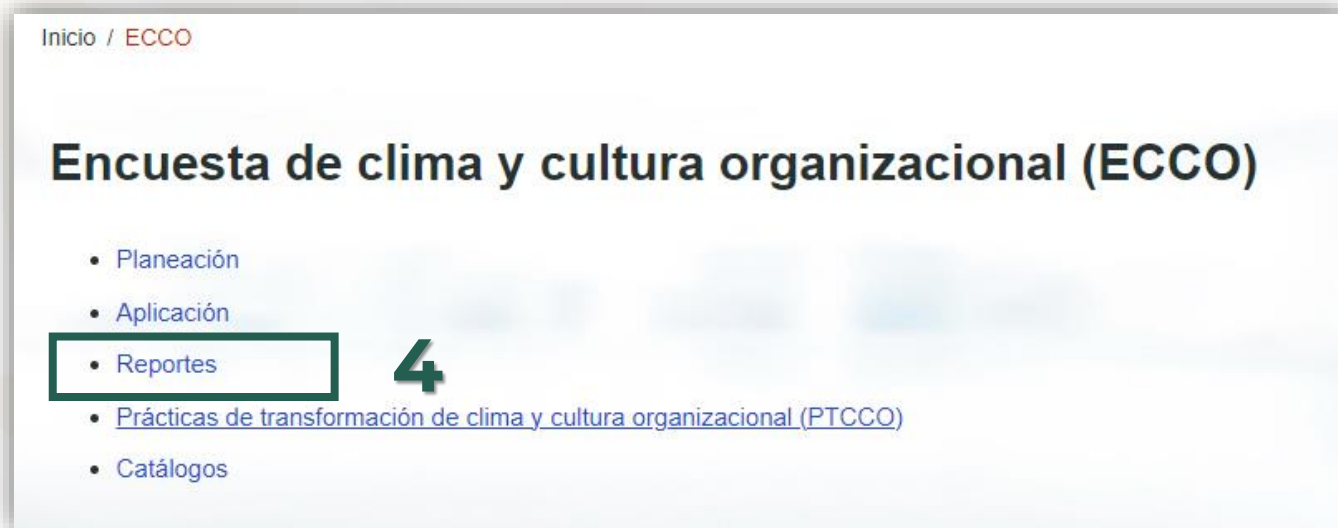 Inicio / ECCO
Encuesta de clima y cultura organizacional (ECCO)
• Planeación
• Aplicación
• Reportes 4
• Prácticas de transformación de clima y cultura organizacional (PTCCO)
• Catálogos